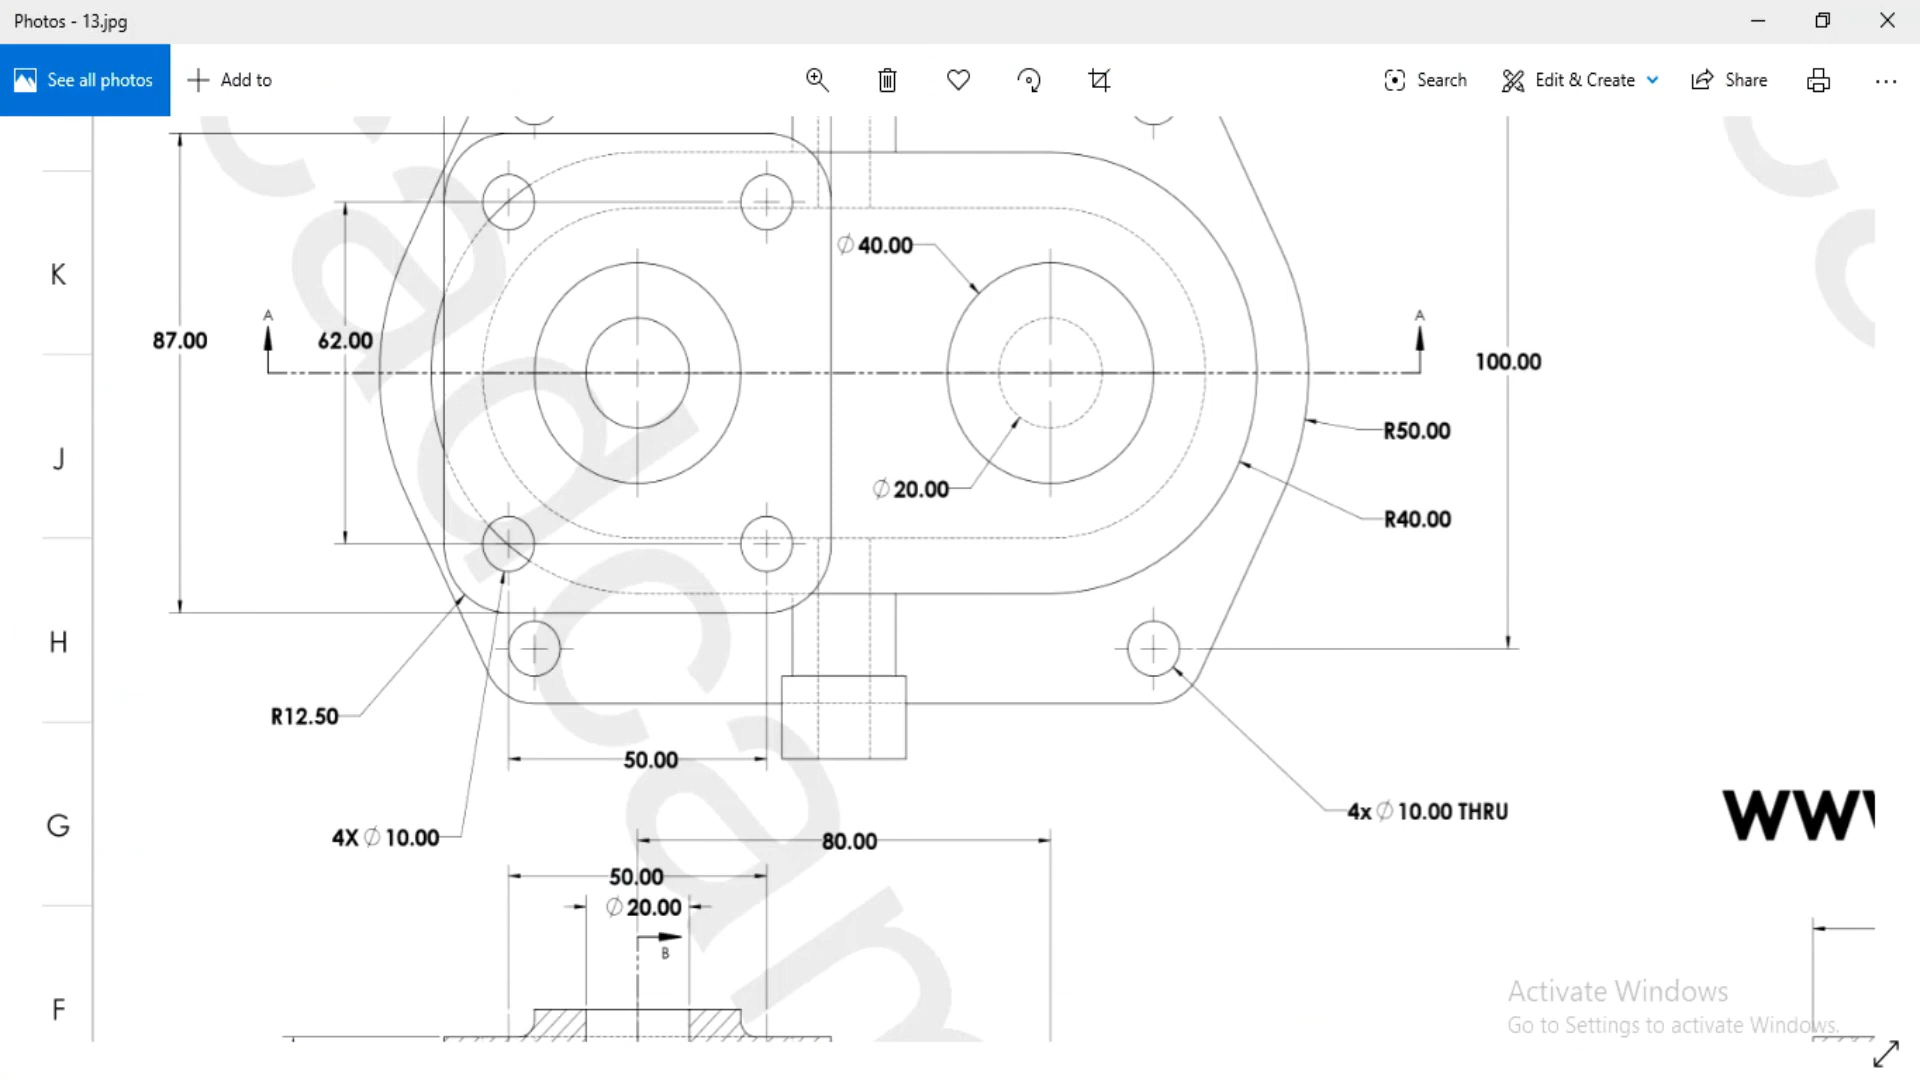 Photos - 13.jpg
See all photos
Add to
Search
Edit & Create
Share
K
J
H
G
F
∅ 40.00
A
A
87.00
62.00
100.00
R50.00
∅ 20.00
R40.00
R12.50
50.00
4X ∅ 10.00
4x ∅ 10.00 THRU
80.00
50.00
∅ 20.00
B
Activate Windows
Go to Settings to activate Windows.